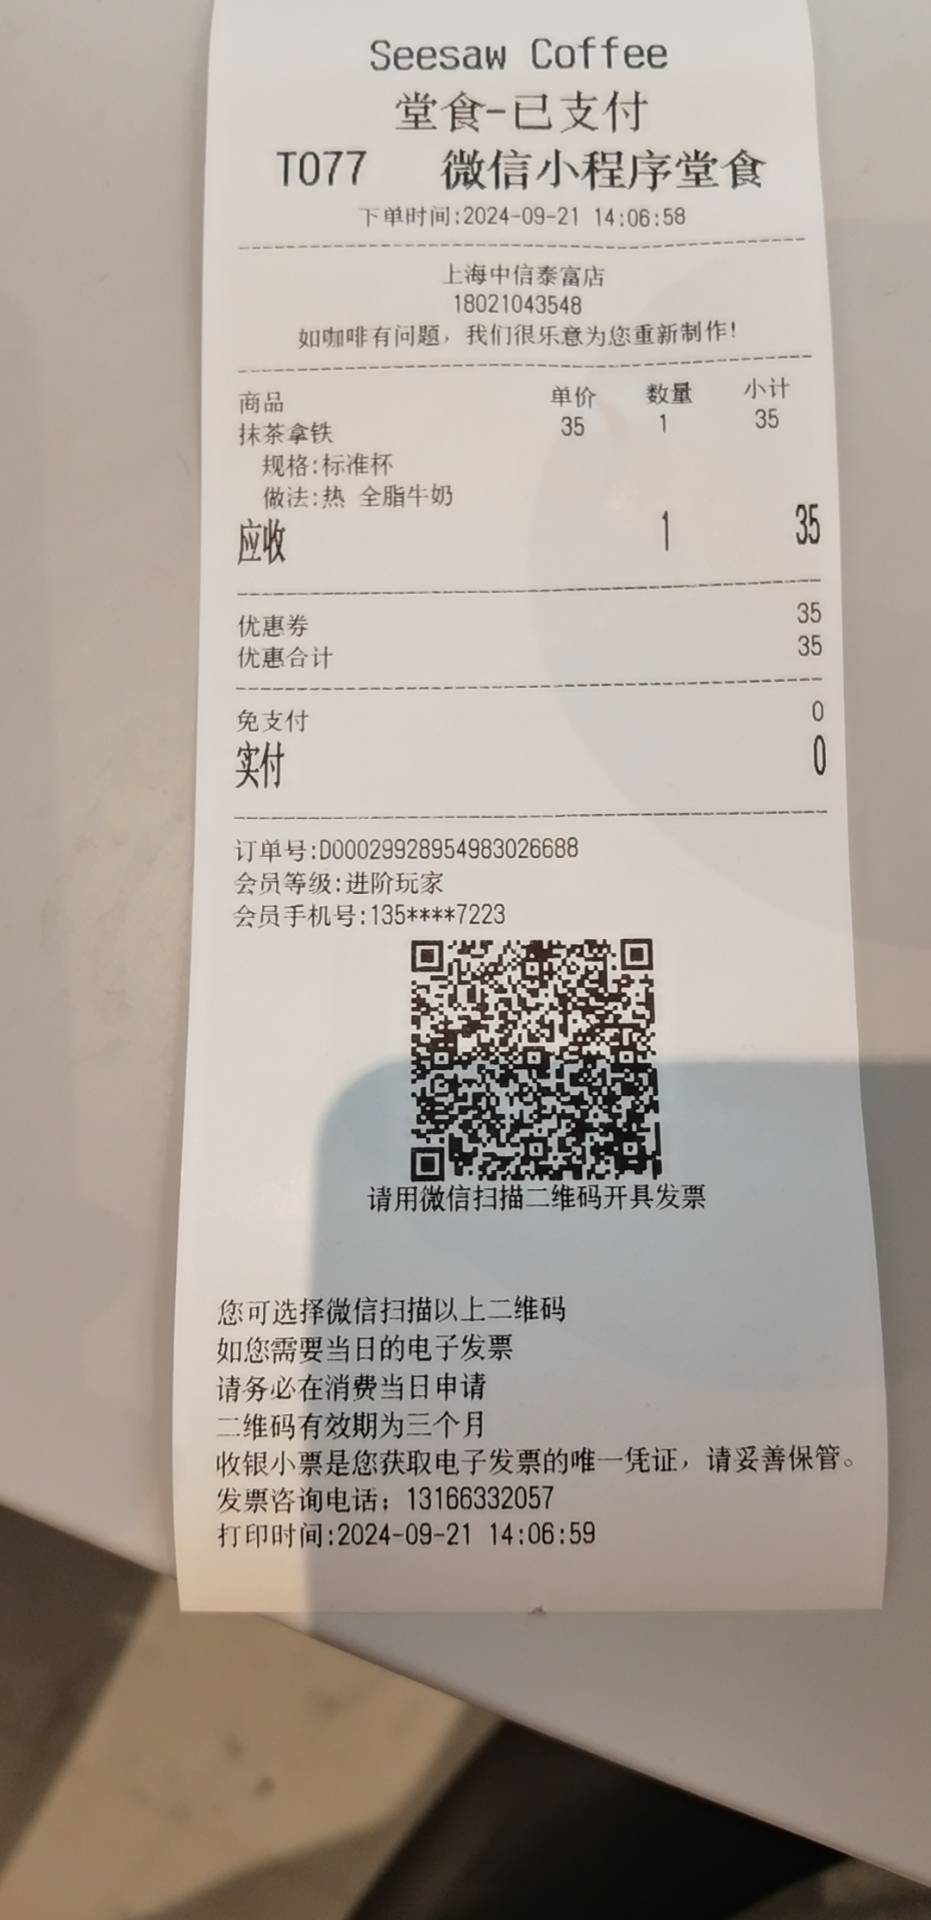 Seesaw Coffee
堂食-已支付
T077 微信小程序堂食
下单时间:2024-09-21 14:06:58
上海中信泰富店
18021043548
如咖啡有问题，我们很乐意为您重新制作!
商品 单价 数量 小计
抹茶拿铁 35 1 35
规格:标准杯
做法:热 全脂牛奶
应收 1 35
优惠券 35
优惠合计 35
免支付 0
实付 0
订单号:D00029928954983026688
会员等级:进阶玩家
会员手机号:135****7223
请用微信扫描二维码开具发票
您可选择微信扫描以上二维码
如您需要当日的电子发票
请务必在消费当日申请
二维码有效期为三个月
收银小票是您获取电子发票的唯一凭证，请妥善保管。
发票咨询电话：13166332057
打印时间:2024-09-21 14:06:59